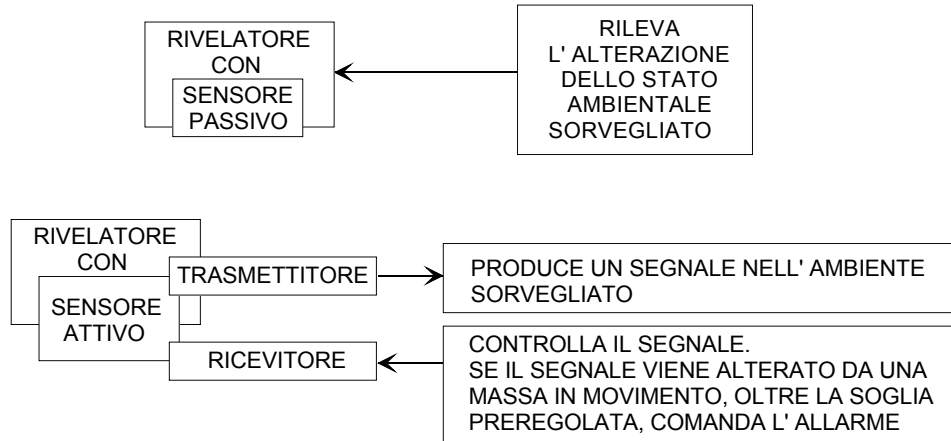 RIVELATORE
CON
SENSORE
PASSIVO
RILEVA
L' ALTERAZIONE
DELLO STATO
AMBIENTALE
SORVEGLIATO
RIVELATORE
CON
SENSORE
ATTIVO
TRASMETTITORE
PRODUCE UN SEGNALE NELL' AMBIENTE
SORVEGLIATO
RICEVITORE
CONTROLLA IL SEGNALE.
SE IL SEGNALE VIENE ALTERATO DA UNA
MASSA IN MOVIMENTO, OLTRE LA SOGLIA
PREREGOLATA, COMANDA L' ALLARME